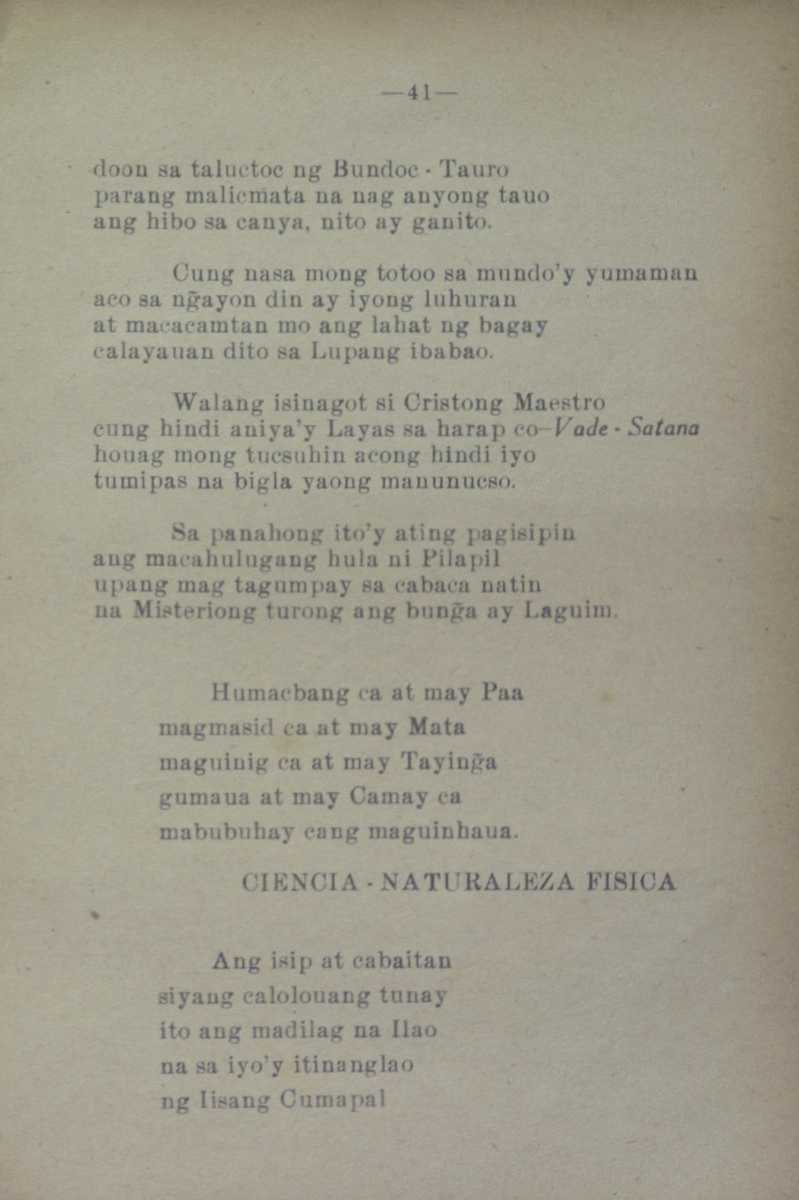 —41—
doon sa taluctoc ng Bundoc - Tauro
parang malicmata na nag anyong tauo
ang hibo sa canya, nito ay ganito.
Cung nasa mong totoo sa mundo'y yumaman
aco sa ng̃ayon din ay iyong luhuran
at macacamtan mo ang lahat ng bagay
calayauan dito sa Lupang ibabao.
Walang isinagot si Cristong Maestro
cung hindi aniya'y Layas sa harap co—Vade - Satana
houag mong tucsuhin acong hindi iyo
tumipas na bigla yaong manunucso.
Sa panahong ito'y ating pagisipin
ang macahulugang hula ni Pilapil
upang mag tagumpay sa cabaca natin
na Misteriong turong ang bung̃a ay Laguim.
Humacbang ca at may Paa
magmasid ca at may Mata
maguinig ca at may Taying̃a
gumaua at may Camay ca
mabubuhay cang maguinhaua.
CIENCIA - NATURALEZA FISICA
Ang isip at cabaitan
siyang calolouang tunay
ito ang madilag na Ilao
na sa iyo'y itinanglao
ng Iisang Cumapal